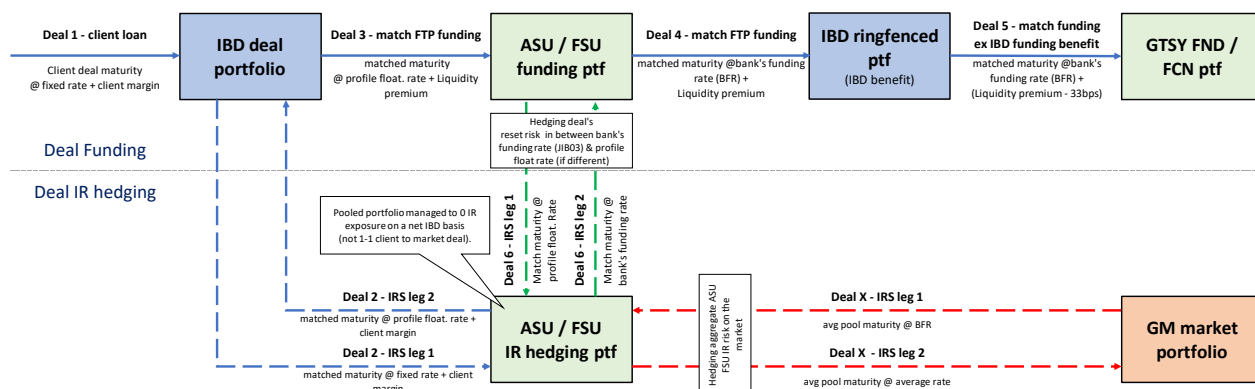 Deal 1 - client loan
Client deal maturity
@ fixed rate + client margin
IBD deal
portfolio
Deal 3 - match FTP funding
matched maturity
@ profile float. rate + Liquidity
premium
ASU / FSU
funding ptf
Deal 4 - match FTP funding
matched maturity @bank's funding
rate (BFR) +
Liquidity premium
IBD ringfenced
ptf
(IBD benefit)
Deal 5 - match funding
ex IBD funding benefit
matched maturity @bank's
funding rate (BFR) +
(Liquidity premium - 33bps)
GTSY FND /
FCN ptf
Hedging deal's
reset risk in between bank's
funding rate (JIB03) & profile
float rate (if different)
Deal Funding
Deal IR hedging
Pooled portfolio managed to 0 IR
exposure on a net IBD basis
(not 1-1 client to market deal).
Deal 6 - IRS leg 1
Match maturity @
profile float. Rate
Deal 6 - IRS leg 2
Match maturity @
bank's funding rate
Deal 2 - IRS leg 2
matched maturity @ profile float. rate +
client margin
Deal 2 - IRS leg 1
matched maturity @ fixed rate + client
margin
ASU / FSU
IR hedging ptf
Hedging aggregate ASU
FSU IR risk on the
market
Deal X - IRS leg 1
avg pool maturity @ BFR
Deal X - IRS leg 2
avg pool maturity @ average rate
GM market
portfolio